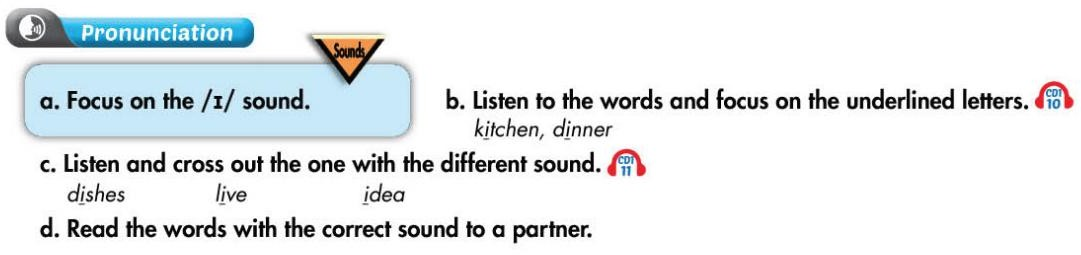 Pronunciation
Sounds
a. Focus on the /ɪ/ sound.
b. Listen to the words and focus on the underlined letters. CD1 10
kitchen, dinner
c. Listen and cross out the one with the different sound. CD1 11
dishes live idea
d. Read the words with the correct sound to a partner.